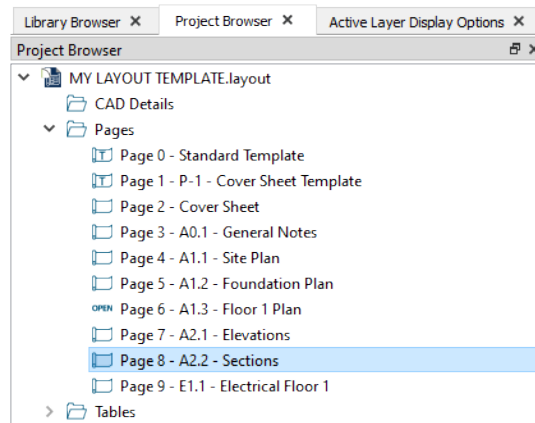 Library Browser Project Browser Active Layer Display Options
Project Browser
MY LAYOUT TEMPLATE.layout
CAD Details
Pages
Page 0 - Standard Template
Page 1 - P-1 - Cover Sheet Template
Page 2 - Cover Sheet
Page 3 - A0.1 - General Notes
Page 4 - A1.1 - Site Plan
Page 5 - A1.2 - Foundation Plan
OPEN Page 6 - A1.3 - Floor 1 Plan
Page 7 - A2.1 - Elevations
Page 8 - A2.2 - Sections
Page 9 - E1.1 - Electrical Floor 1
Tables